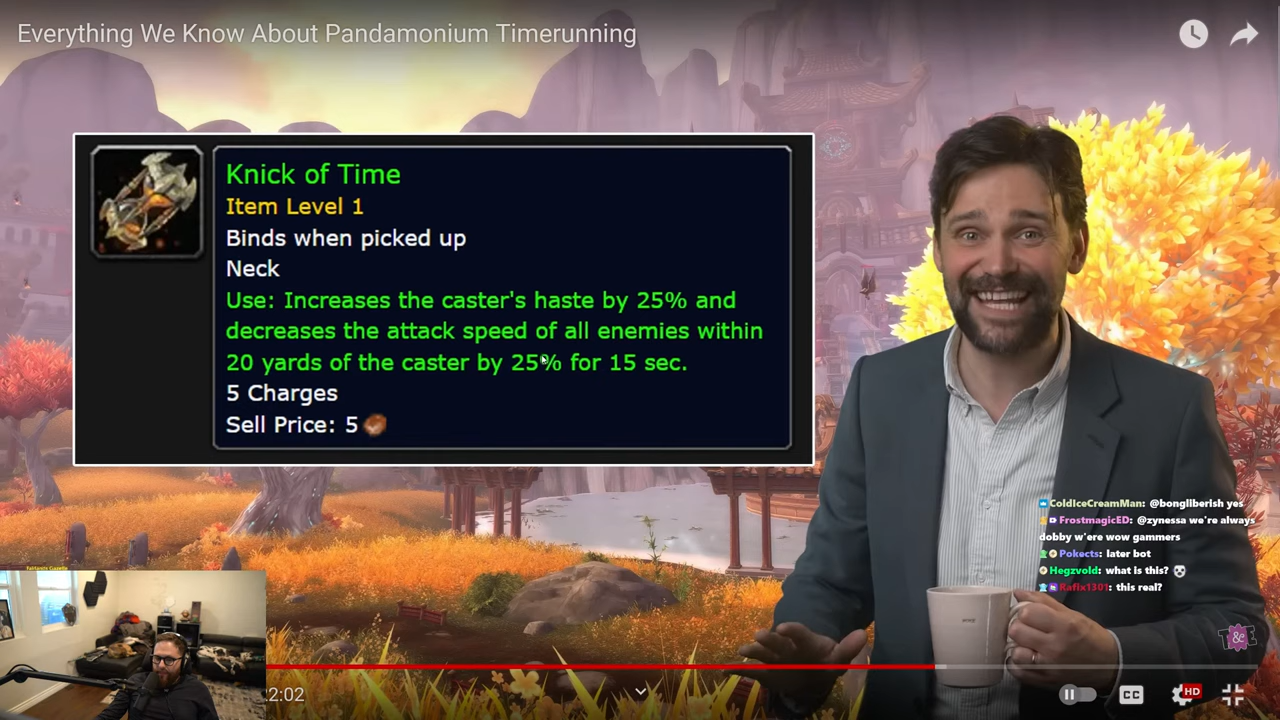 Everything We Know About Pandamonium Timerunning
Knick of Time
Item Level 1
Binds when picked up
Neck
Use: Increases the caster's haste by 25% and
decreases the attack speed of all enemies within
20 yards of the caster by 25% for 15 sec.
5 Charges
Sell Price: 5
ColdIceCreamMan: @bongliberish yes
FrostmagicED: @zynessa we're always
dobby w'ere wow gammers
Pokects: later bot
Hegzvold: what is this?
Rafix1301: this real?
T&E
2:02
CC
HD